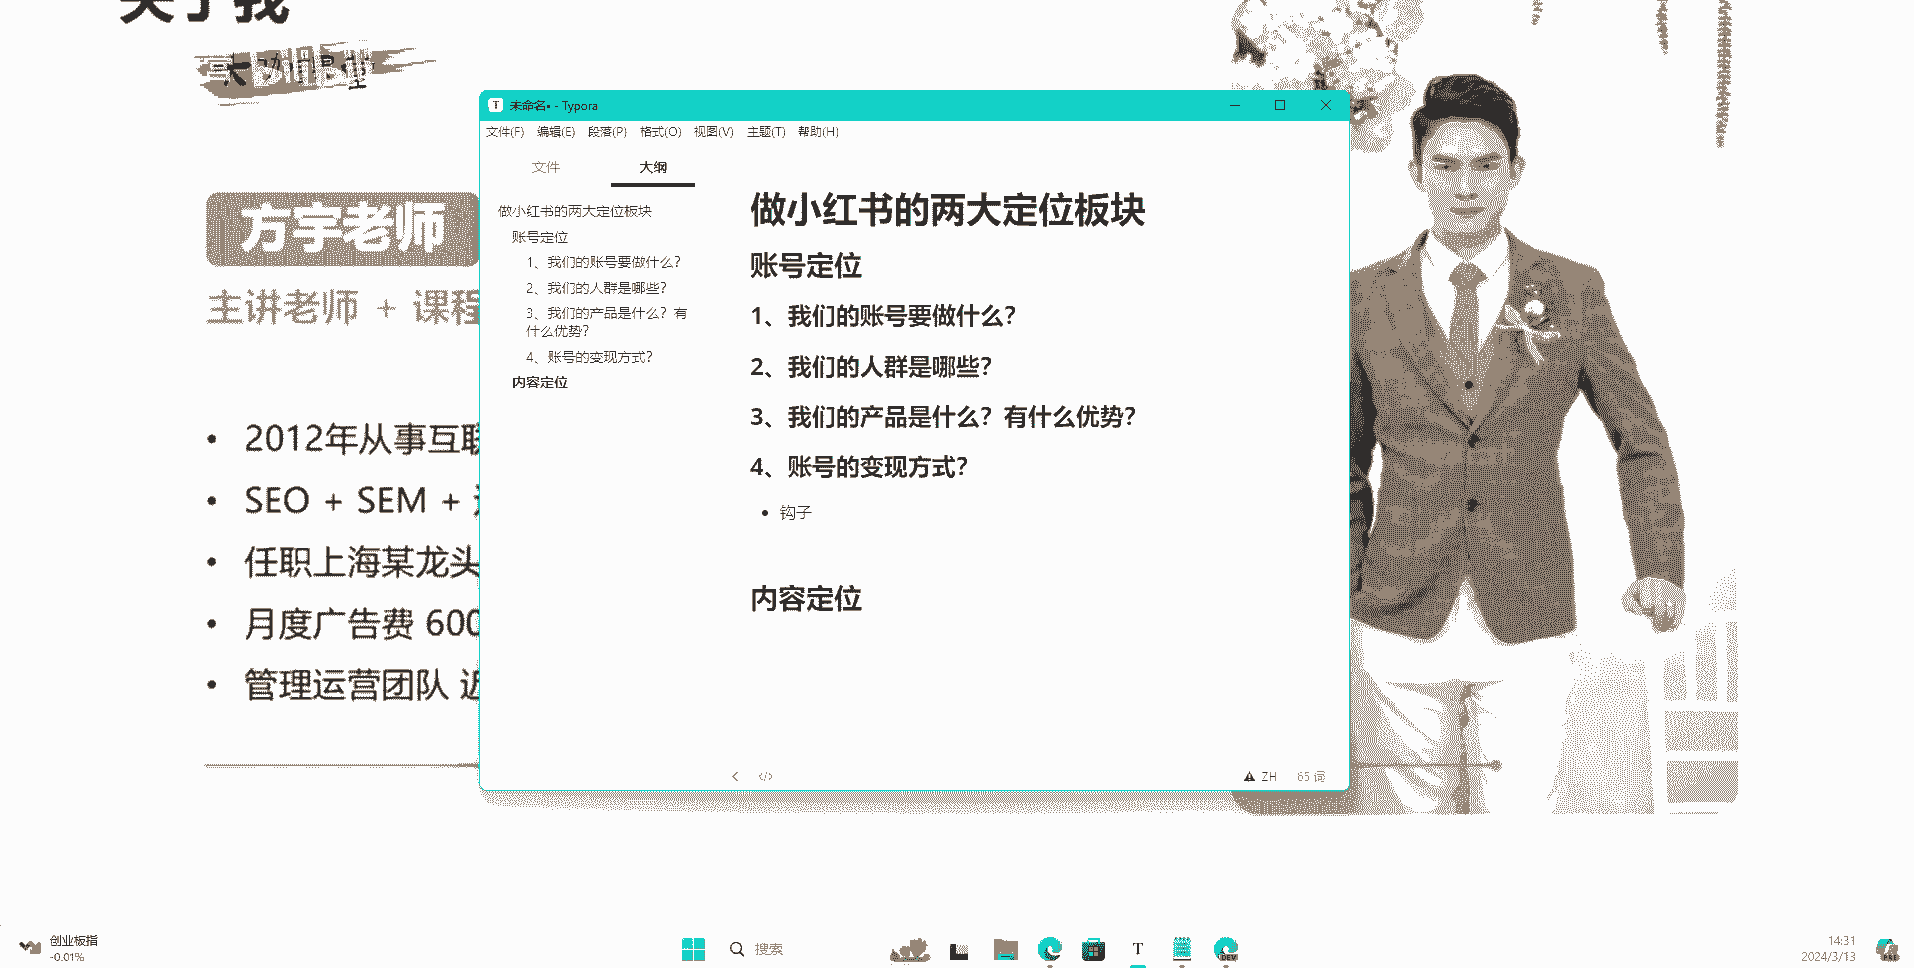 关于我
方宇老师
主讲老师 + 课程
• 2012年从事互联
• SEO + SEM +
• 任职上海某龙头
• 月度广告费 600
• 管理运营团队 近
未命名• - Typora
文件(F) 编辑(E) 段落(P) 格式(O) 视图(V) 主题(T) 帮助(H)
文件 大纲
做小红书的两大定位板块
账号定位
1、我们的账号要做什么？
2、我们的人群是哪些？
3、我们的产品是什么？有
什么优势？
4、账号的变现方式？
内容定位
做小红书的两大定位板块
账号定位
1、我们的账号要做什么？
2、我们的人群是哪些？
3、我们的产品是什么？有什么优势？
4、账号的变现方式？
• 钩子
内容定位
ZH 65 词
创业板指
-0.01%
搜索
T
DEV
14:31
2024/3/13
PRE